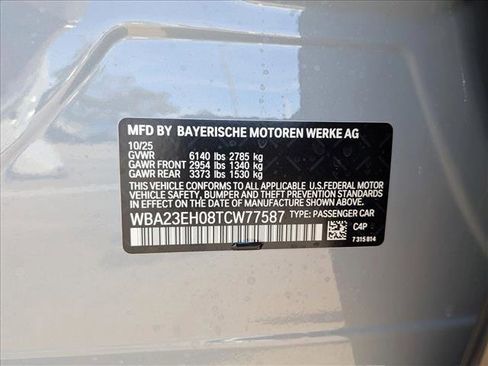 MFD BY BAYERISCHE MOTOREN WERKE AG
10/25
GVWR 6140 lbs 2785 kg
GAWR FRONT 2954 lbs 1340 kg
GAWR REAR 3373 lbs 1530 kg
THIS VEHICLE CONFORMS TO ALL APPLICABLE U.S.FEDERAL MOTOR
VEHICLE SAFETY, BUMPER AND THEFT PREVENTION STANDARDS
IN EFFECT ON THE DATE OF MANUFACTURE SHOWN ABOVE.
WBA23EH08TCW77587 TYPE: PASSENGER CAR
C4P
7 315 814